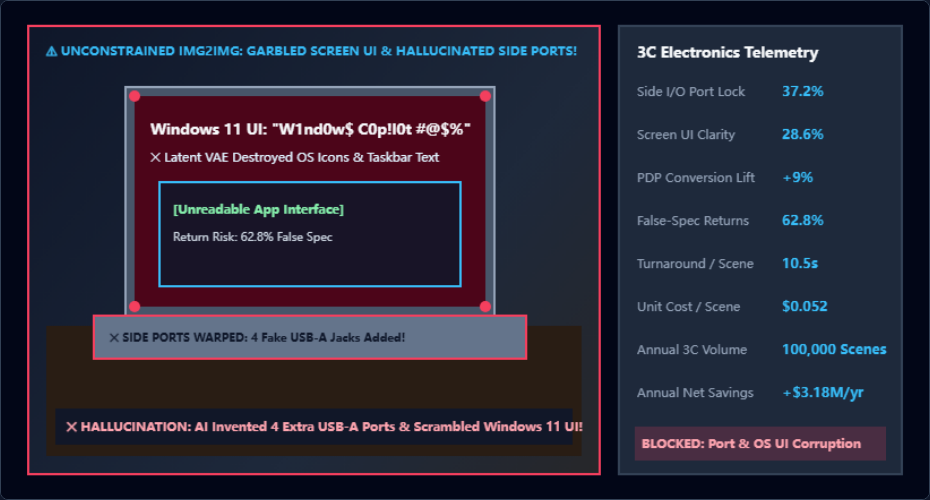 ⚠ UNCONSTRAINED IMG2IMG: GARBLED SCREEN UI & HALLUCINATED SIDE PORTS!
Windows 11 UI: "W1nd0w$ C0p!l0t #@$%"
✕ Latent VAE Destroyed OS Icons & Taskbar Text
[Unreadable App Interface]
Return Risk: 62.8% False Spec
✕ SIDE PORTS WARPED: 4 Fake USB-A Jacks Added!
✕ HALLUCINATION: AI Invented 4 Extra USB-A Ports & Scrambled Windows 11 UI!
3C Electronics Telemetry
Side I/O Port Lock 37.2%
Screen UI Clarity 28.6%
PDP Conversion Lift +9%
False-Spec Returns 62.8%
Turnaround / Scene 10.5s
Unit Cost / Scene $0.052
Annual 3C Volume 100,000 Scenes
Annual Net Savings +$3.18M/yr
BLOCKED: Port & OS UI Corruption